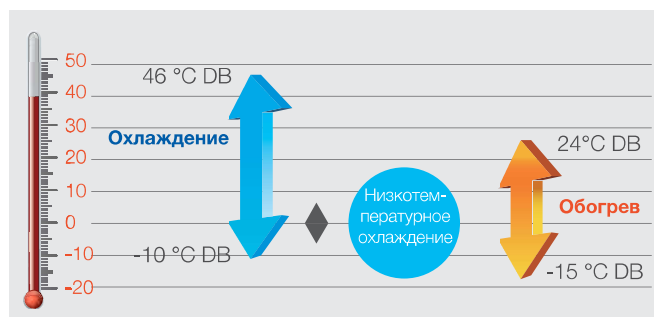 50
46 °C DB
40
30
Охлаждение
24°C DB
20
10
Низкотем-
пературное
охлаждение
Обогрев
0
-10
-10 °C DB
-15 °C DB
-20